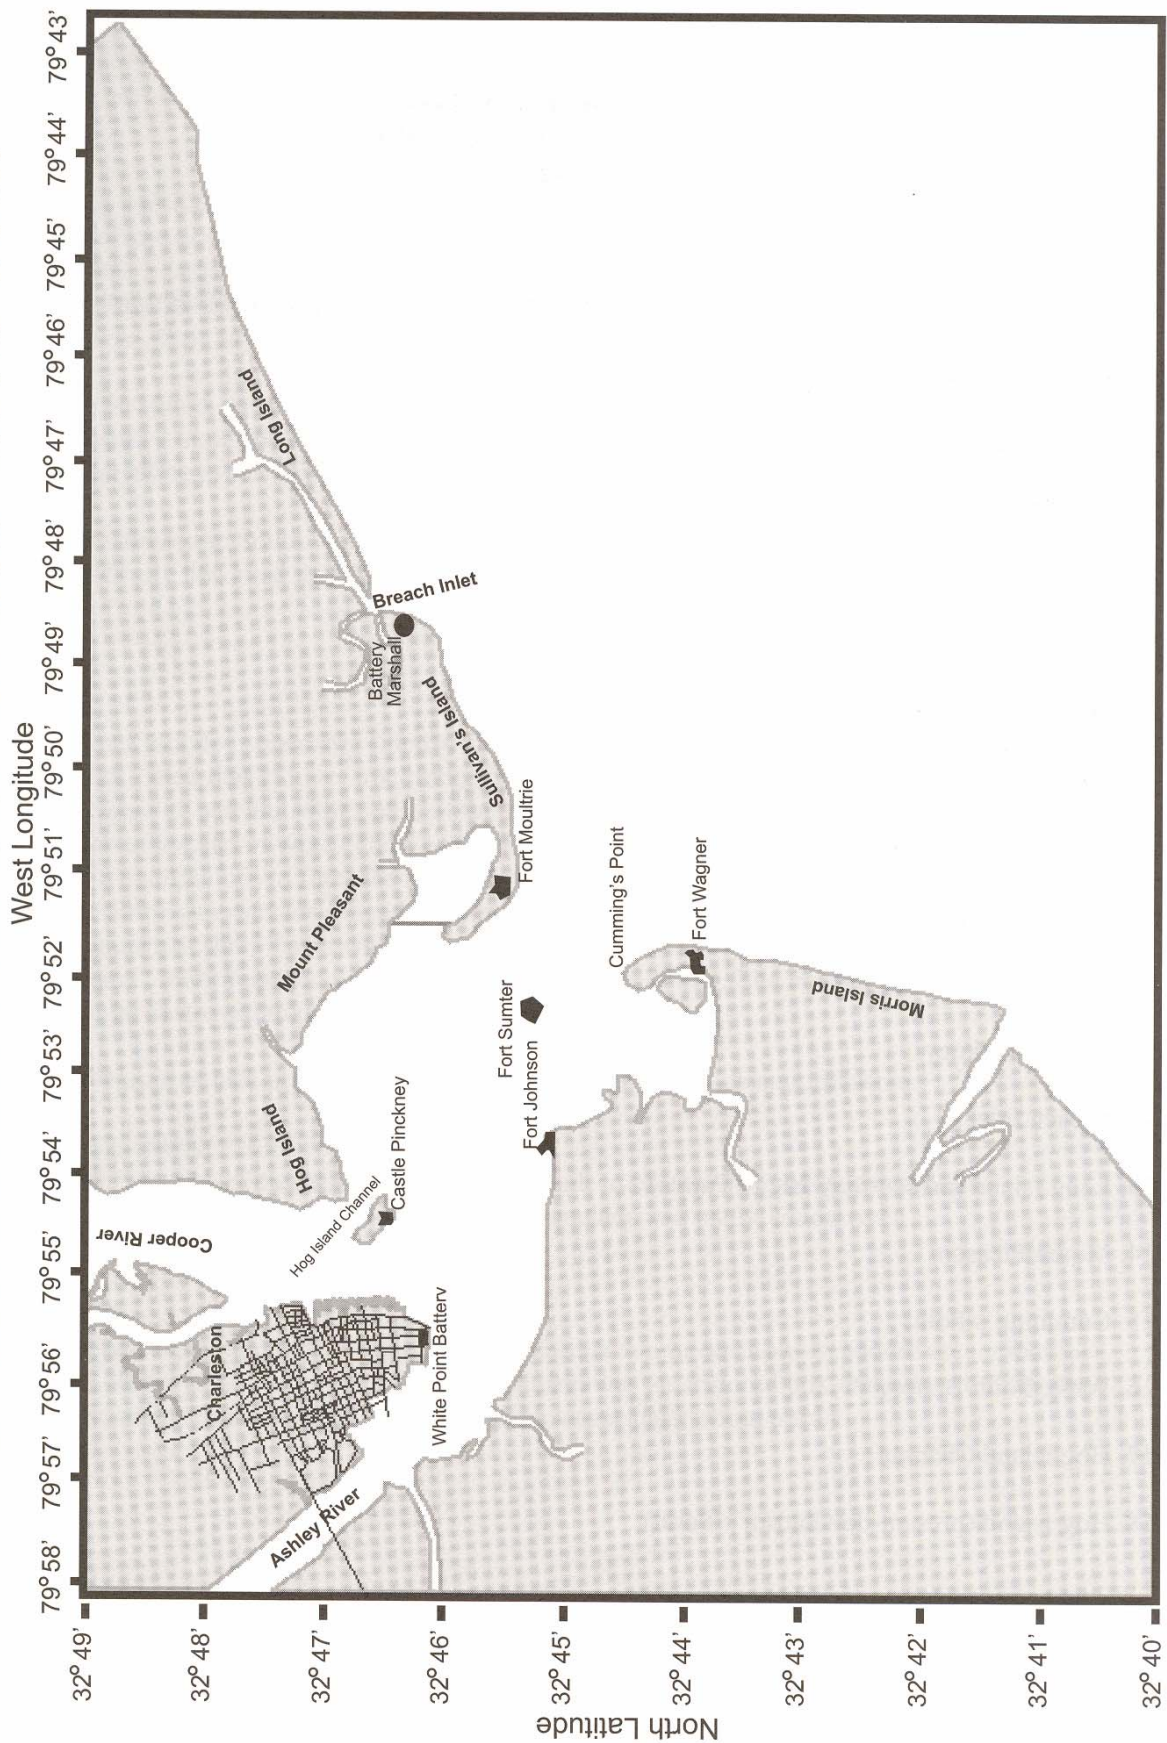 West Longitude
79° 58'
79° 57'
79° 56'
79° 55'
79° 54'
79° 53'
79° 52'
79° 51'
79° 50'
79° 49'
79° 48'
79° 47'
79° 46'
79° 45'
79° 44'
79° 43'
North Latitude
32° 49'
32° 48'
32° 47'
32° 46'
32° 45'
32° 44'
32° 43'
32° 42'
32° 41'
32° 40'
Cooper River
Charleston
Ashley River
Hog Island
Hog Island Channel
Castle Pinckney
White Point Battery
Mount Pleasant
Long Island
Breach Inlet
Battery
Marshall
Sullivan's Island
Fort Moultrie
Fort Sumter
Fort Johnson
Cumming's Point
Fort Wagner
Morris Island